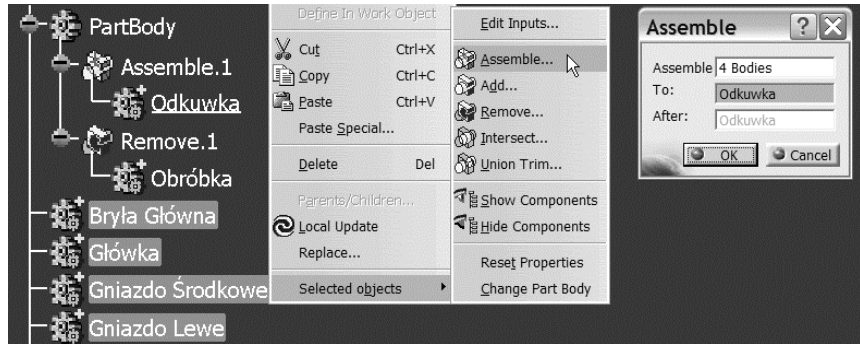 PartBody
Assemble.1
Odkuwka
Remove.1
Obróbka
Bryła Główna
Główka
Gniazdo Środkowe
Gniazdo Lewe
Define In Work Object
Cut Ctrl+X
Copy Ctrl+C
Paste Ctrl+V
Paste Special...
Delete Del
Parents/Children...
Local Update
Replace...
Selected objects
Edit Inputs...
Assemble...
Add...
Remove...
Intersect...
Union Trim...
Show Components
Hide Components
Reset Properties
Change Part Body
Assemble ? X
Assemble 4 Bodies
To: Odkuwka
After: Odkuwka
OK Cancel